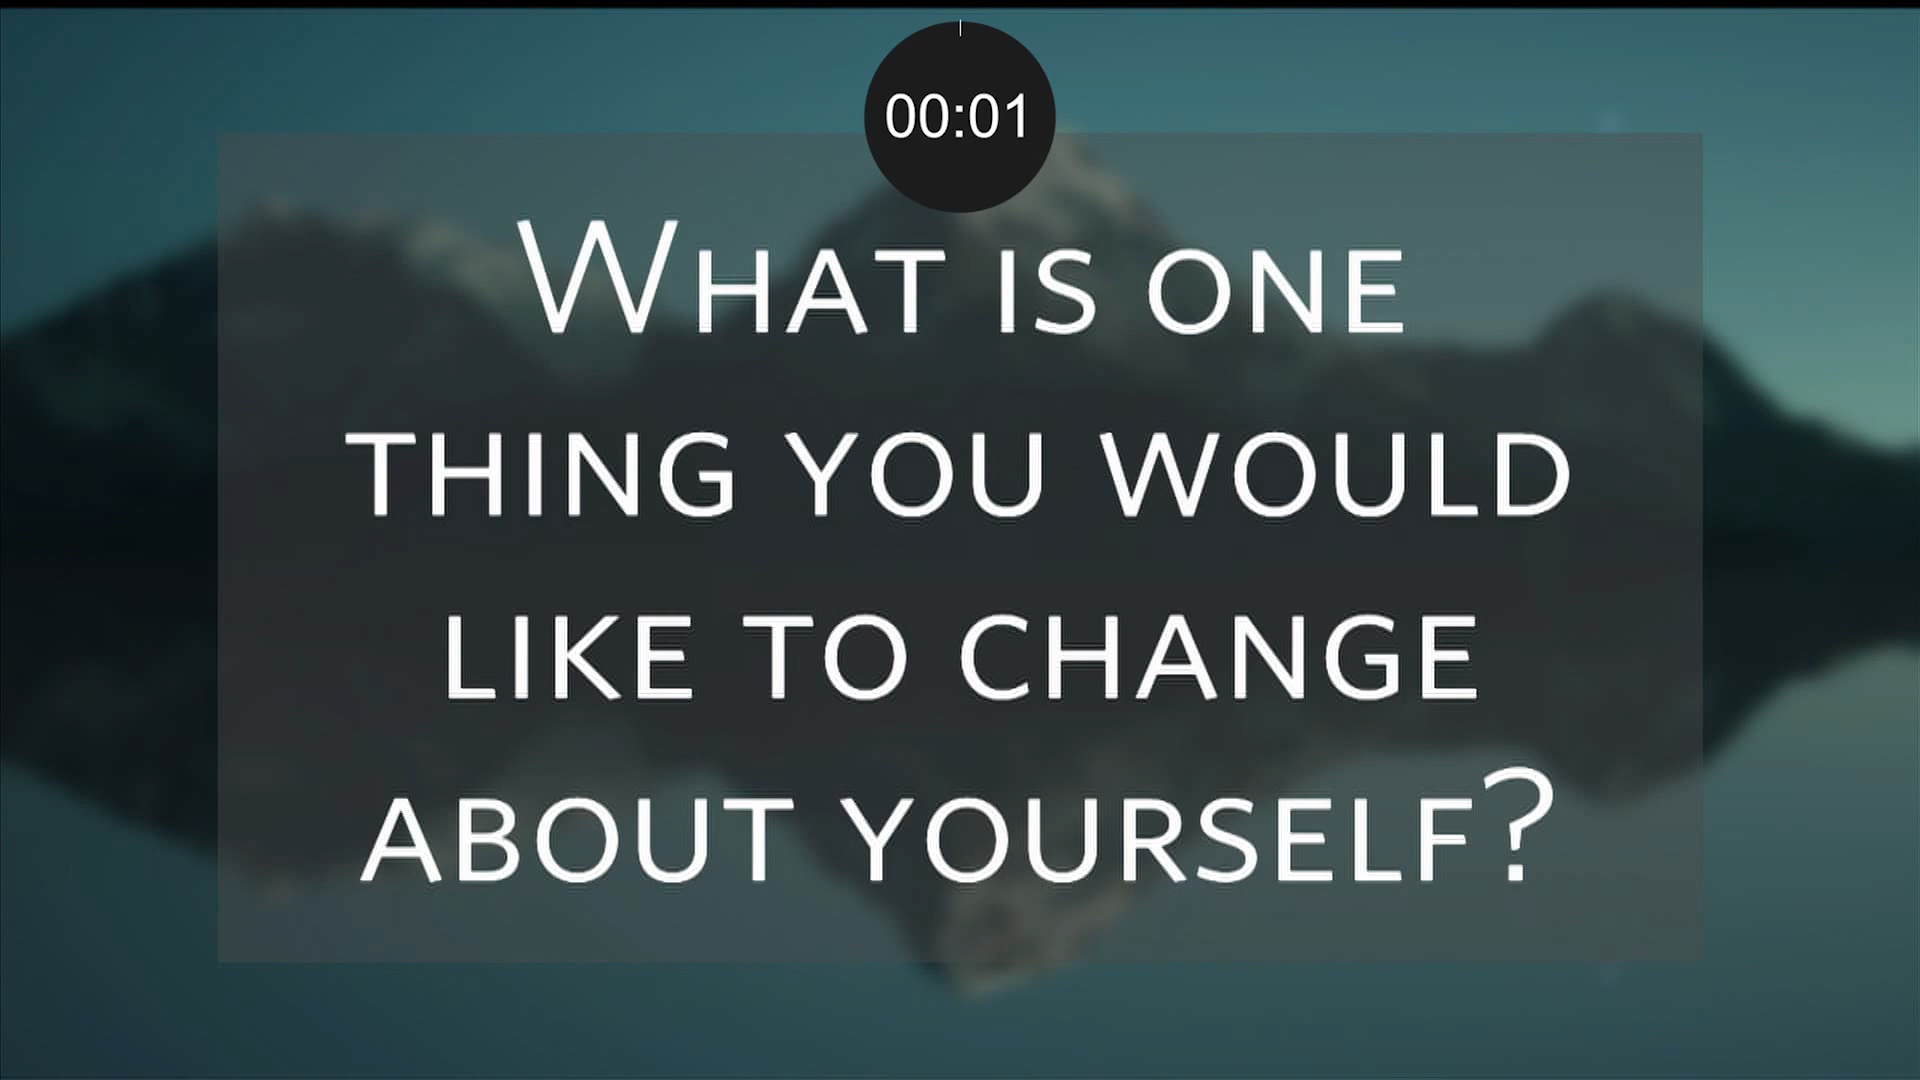 00:01
What is one
thing you would
like to change
about yourself?